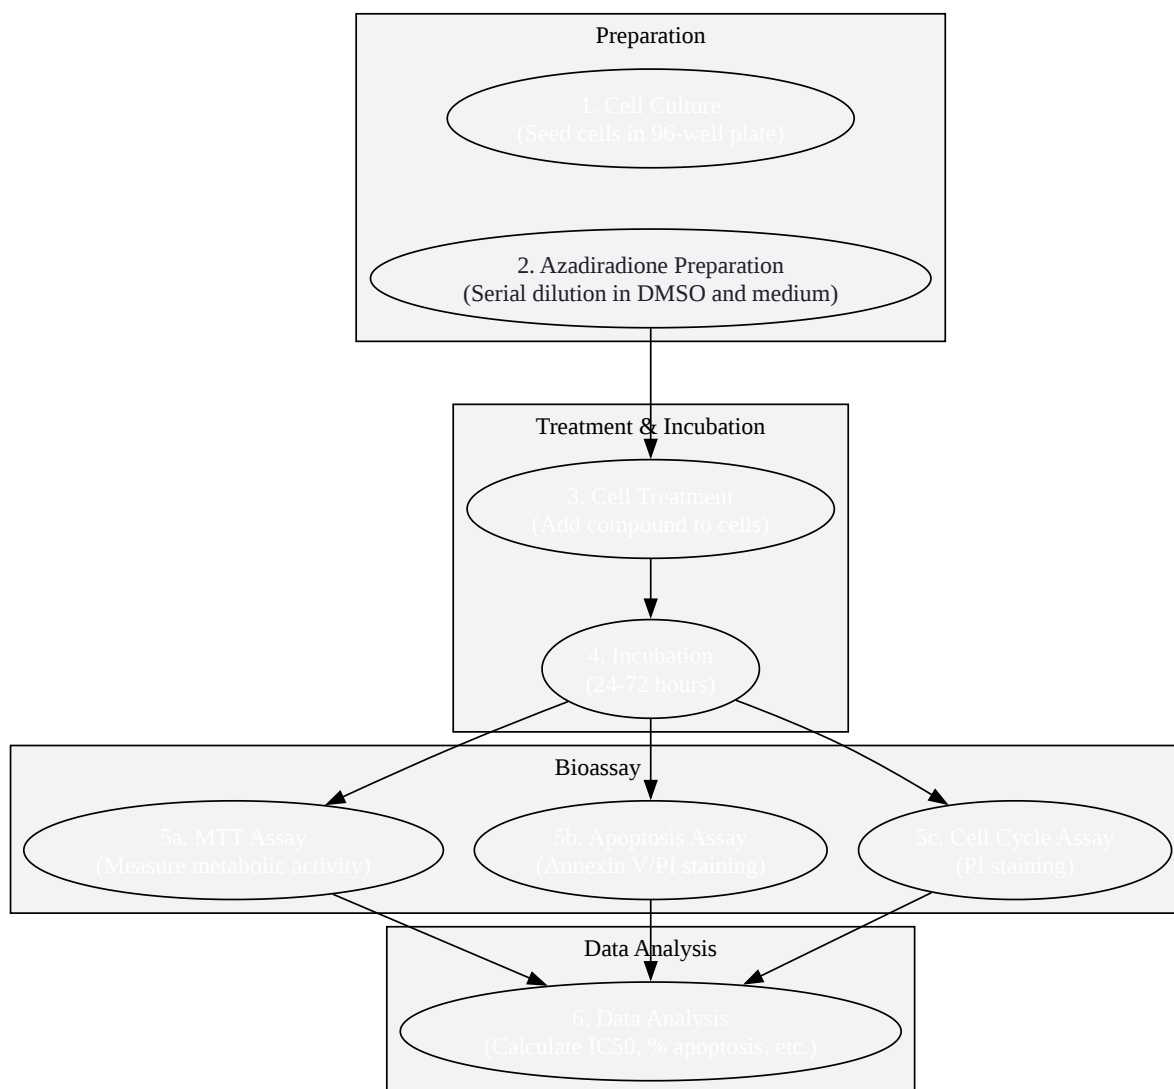 Preparation
1. Cell Culture
(Seed cells in 96-well plate)
2. Azadiradione Preparation
(Serial dilution in DMSO and medium)
Treatment & Incubation
3. Cell Treatment
(Add compound to cells)
4. Incubation
(24-72 hours)
Bioassay
5a. MTT Assay
(Measure metabolic activity)
5b. Apoptosis Assay
(Annexin V/PI staining)
5c. Cell Cycle Assay
(PI staining)
Data Analysis
6. Data Analysis
(Calculate IC50, % apoptosis, etc.)